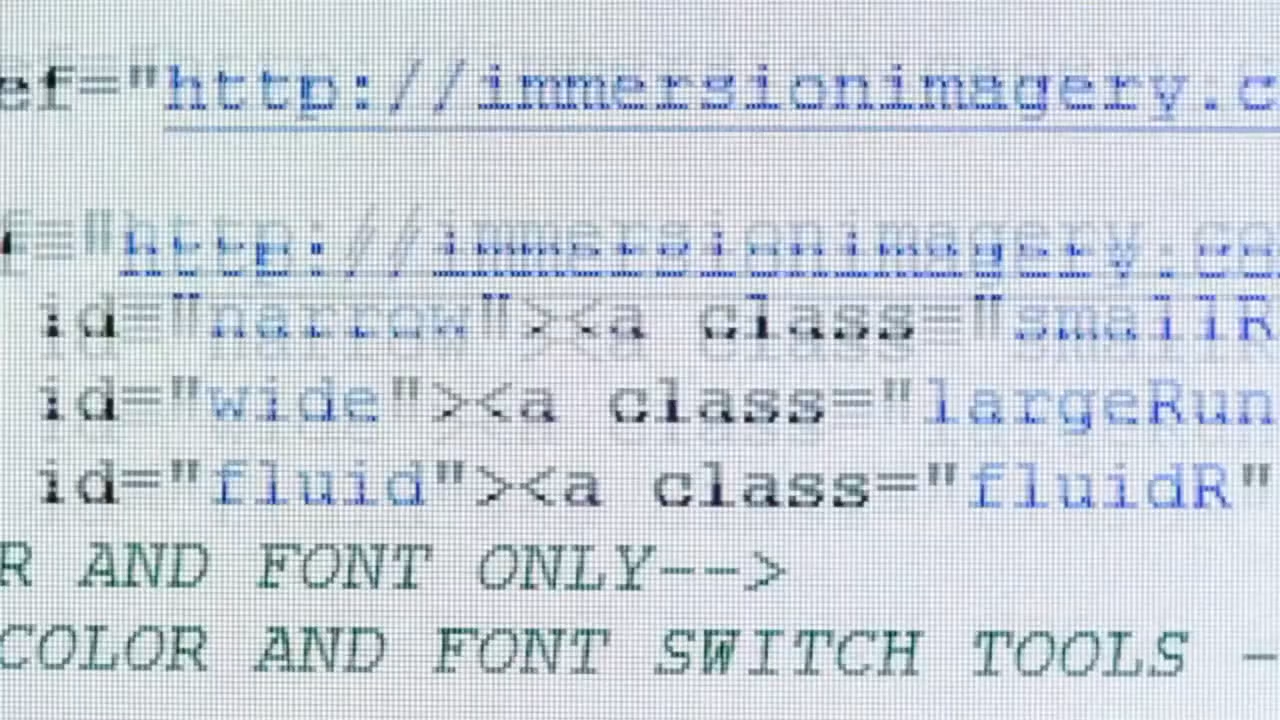 ef="http://immersionimagery.c
f="http://immersionimagery.co
id="narrow"><a class="smallR
id="wide"><a class="largeRun
id="fluid"><a class="fluidR"
R AND FONT ONLY-->
COLOR AND FONT SWITCH TOOLS -